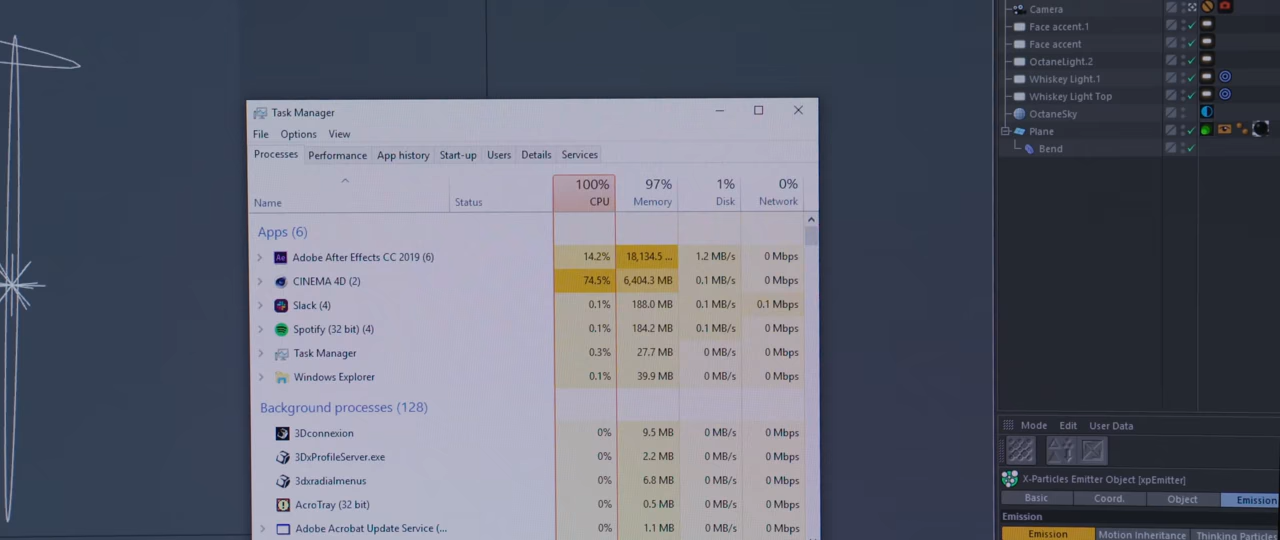 Camera
Face accent.1
Face accent
OctaneLight.2
Whiskey Light.1
Whiskey Light Top
OctaneSky
Plane
Bend
Task Manager
File Options View
Processes Performance App history Start-up Users Details Services
100% 97% 1% 0%
Name Status CPU Memory Disk Network
Apps (6)
Adobe After Effects CC 2019 (6) 14.2% 18,134.5 ... 1.2 MB/s 0 Mbps
CINEMA 4D (2) 74.5% 6,404.3 MB 0.1 MB/s 0 Mbps
Slack (4) 0.1% 188.0 MB 0.1 MB/s 0.1 Mbps
Spotify (32 bit) (4) 0.1% 184.2 MB 0.1 MB/s 0 Mbps
Task Manager 0.3% 27.7 MB 0 MB/s 0 Mbps
Windows Explorer 0.1% 39.9 MB 0 MB/s 0 Mbps
Background processes (128)
3Dconnexion 0% 9.5 MB 0 MB/s 0 Mbps
3DxProfileServer.exe 0% 2.2 MB 0 MB/s 0 Mbps
3dxradialmenus 0% 6.8 MB 0 MB/s 0 Mbps
AcroTray (32 bit) 0% 0.5 MB 0 MB/s 0 Mbps
Adobe Acrobat Update Service (... 0% 1.1 MB 0 MB/s 0 Mbps
Mode Edit User Data
X-Particles Emitter Object [xpEmitter]
Basic Coord. Object Emission
Emission
Emission Motion Inheritance Thinking Particles